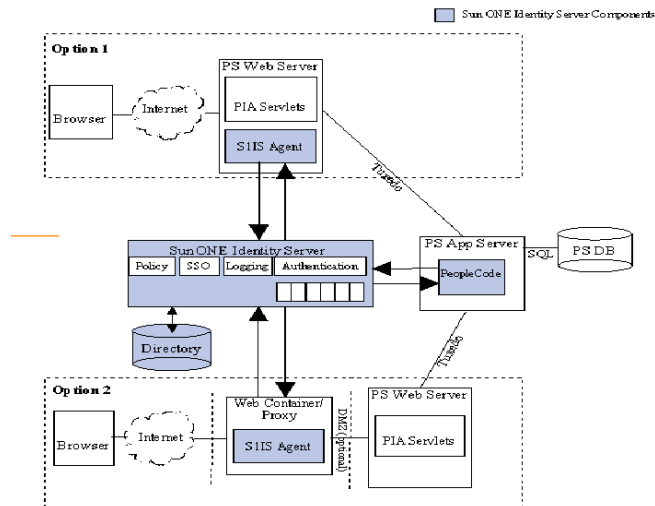 Sun ONE Identity Server Components
Option 1
PS Web Server
PIA Servlets
S1IS Agent
Browser
Internet
Tuxedo
Sun ONE Identity Server
Policy
SSO
Logging
Authentication
PS App Server
PeopleCode
SQL
PS DB
Directory
Tuxedo
Option 2
Web Container/
Proxy
S1IS Agent
Browser
Internet
DMZ (optional)
PS Web Server
PIA Servlets